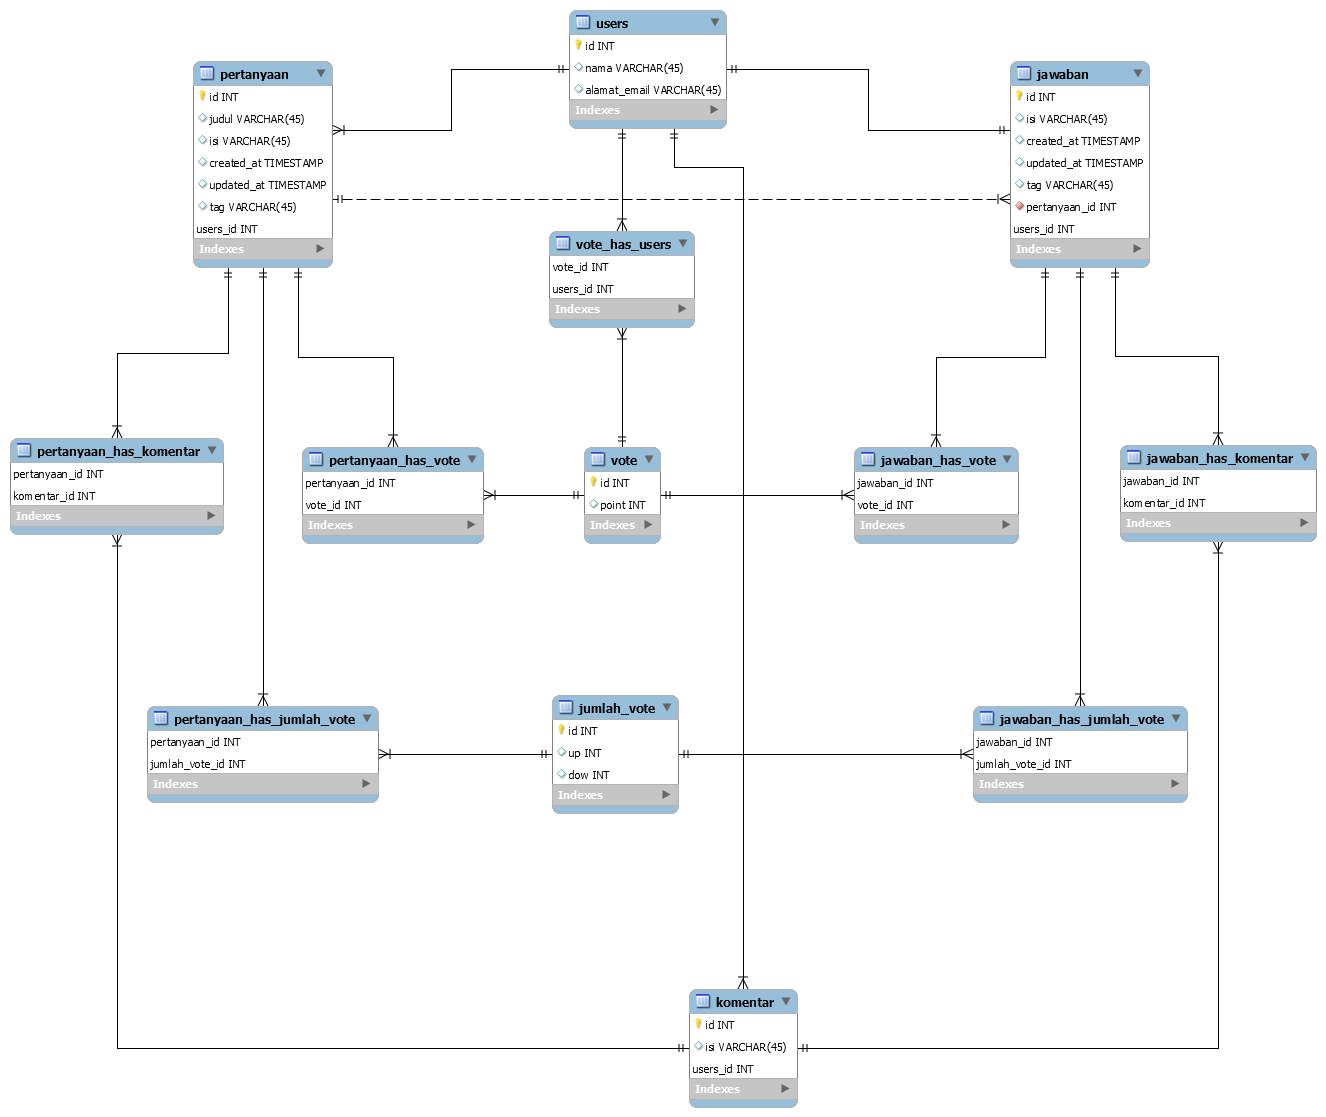 users
id INT
nama VARCHAR(45)
alamat_email VARCHAR(45)
Indexes
pertanyaan
id INT
judul VARCHAR(45)
isi VARCHAR(45)
created_at TIMESTAMP
updated_at TIMESTAMP
tag VARCHAR(45)
users_id INT
Indexes
jawaban
id INT
isi VARCHAR(45)
created_at TIMESTAMP
updated_at TIMESTAMP
tag VARCHAR(45)
pertanyaan_id INT
users_id INT
Indexes
vote_has_users
vote_id INT
users_id INT
Indexes
pertanyaan_has_komentar
pertanyaan_id INT
komentar_id INT
Indexes
pertanyaan_has_vote
pertanyaan_id INT
vote_id INT
Indexes
vote
id INT
point INT
Indexes
jawaban_has_vote
jawaban_id INT
vote_id INT
Indexes
jawaban_has_komentar
jawaban_id INT
komentar_id INT
Indexes
pertanyaan_has_jumlah_vote
pertanyaan_id INT
jumlah_vote_id INT
Indexes
jumlah_vote
id INT
up INT
dow INT
Indexes
jawaban_has_jumlah_vote
jawaban_id INT
jumlah_vote_id INT
Indexes
komentar
id INT
isi VARCHAR(45)
users_id INT
Indexes